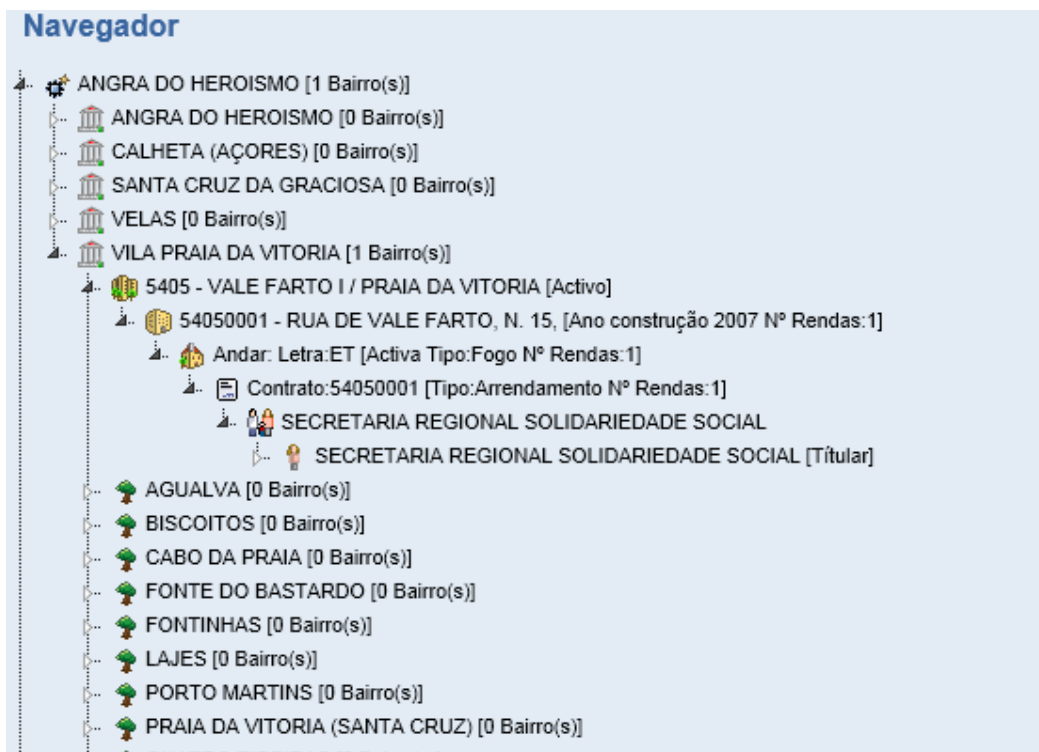 Navegador
ANGRA DO HEROISMO [1 Bairro(s)]
ANGRA DO HEROISMO [0 Bairro(s)]
CALHETA (AÇORES) [0 Bairro(s)]
SANTA CRUZ DA GRACIOSA [0 Bairro(s)]
VELAS [0 Bairro(s)]
VILA PRAIA DA VITORIA [1 Bairro(s)]
5405 - VALE FARTO I / PRAIA DA VITORIA [Activo]
54050001 - RUA DE VALE FARTO, N. 15, [Ano construção 2007 Nº Rendas:1]
Andar: Letra:ET [Activa Tipo:Fogo Nº Rendas:1]
Contrato:54050001 [Tipo:Arrendamento Nº Rendas:1]
SECRETARIA REGIONAL SOLIDARIEDADE SOCIAL
SECRETARIA REGIONAL SOLIDARIEDADE SOCIAL [Títular]
AGUALVA [0 Bairro(s)]
BISCOITOS [0 Bairro(s)]
CABO DA PRAIA [0 Bairro(s)]
FONTE DO BASTARDO [0 Bairro(s)]
FONTINHAS [0 Bairro(s)]
LAJES [0 Bairro(s)]
PORTO MARTINS [0 Bairro(s)]
PRAIA DA VITORIA (SANTA CRUZ) [0 Bairro(s)]